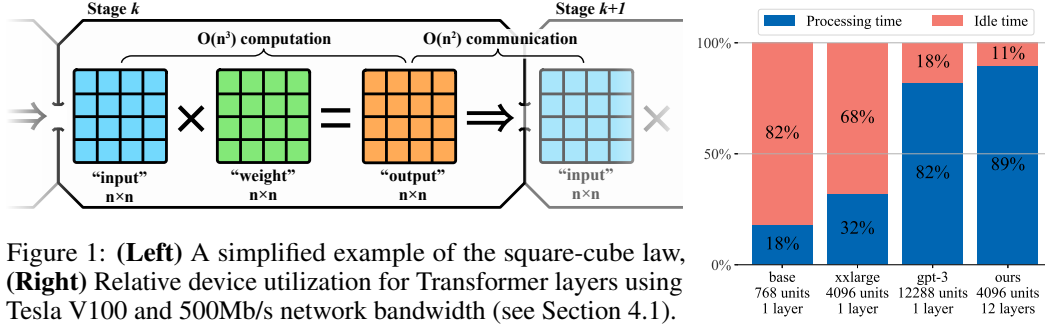 Stage k
Stage k+1
O(n³) computation
O(n²) communication
“input”
n×n
×
“weight”
n×n
=
“output”
n×n
⇒
“input”
n×n
×
Figure 1: (Left) A simplified example of the square-cube law,
(Right) Relative device utilization for Transformer layers using
Tesla V100 and 500Mb/s network bandwidth (see Section 4.1).
Processing time
Idle time
100%
50%
0%
82%
18%
68%
32%
18%
82%
11%
89%
base
768 units
1 layer
xxlarge
4096 units
1 layer
gpt-3
12288 units
1 layer
ours
4096 units
12 layers